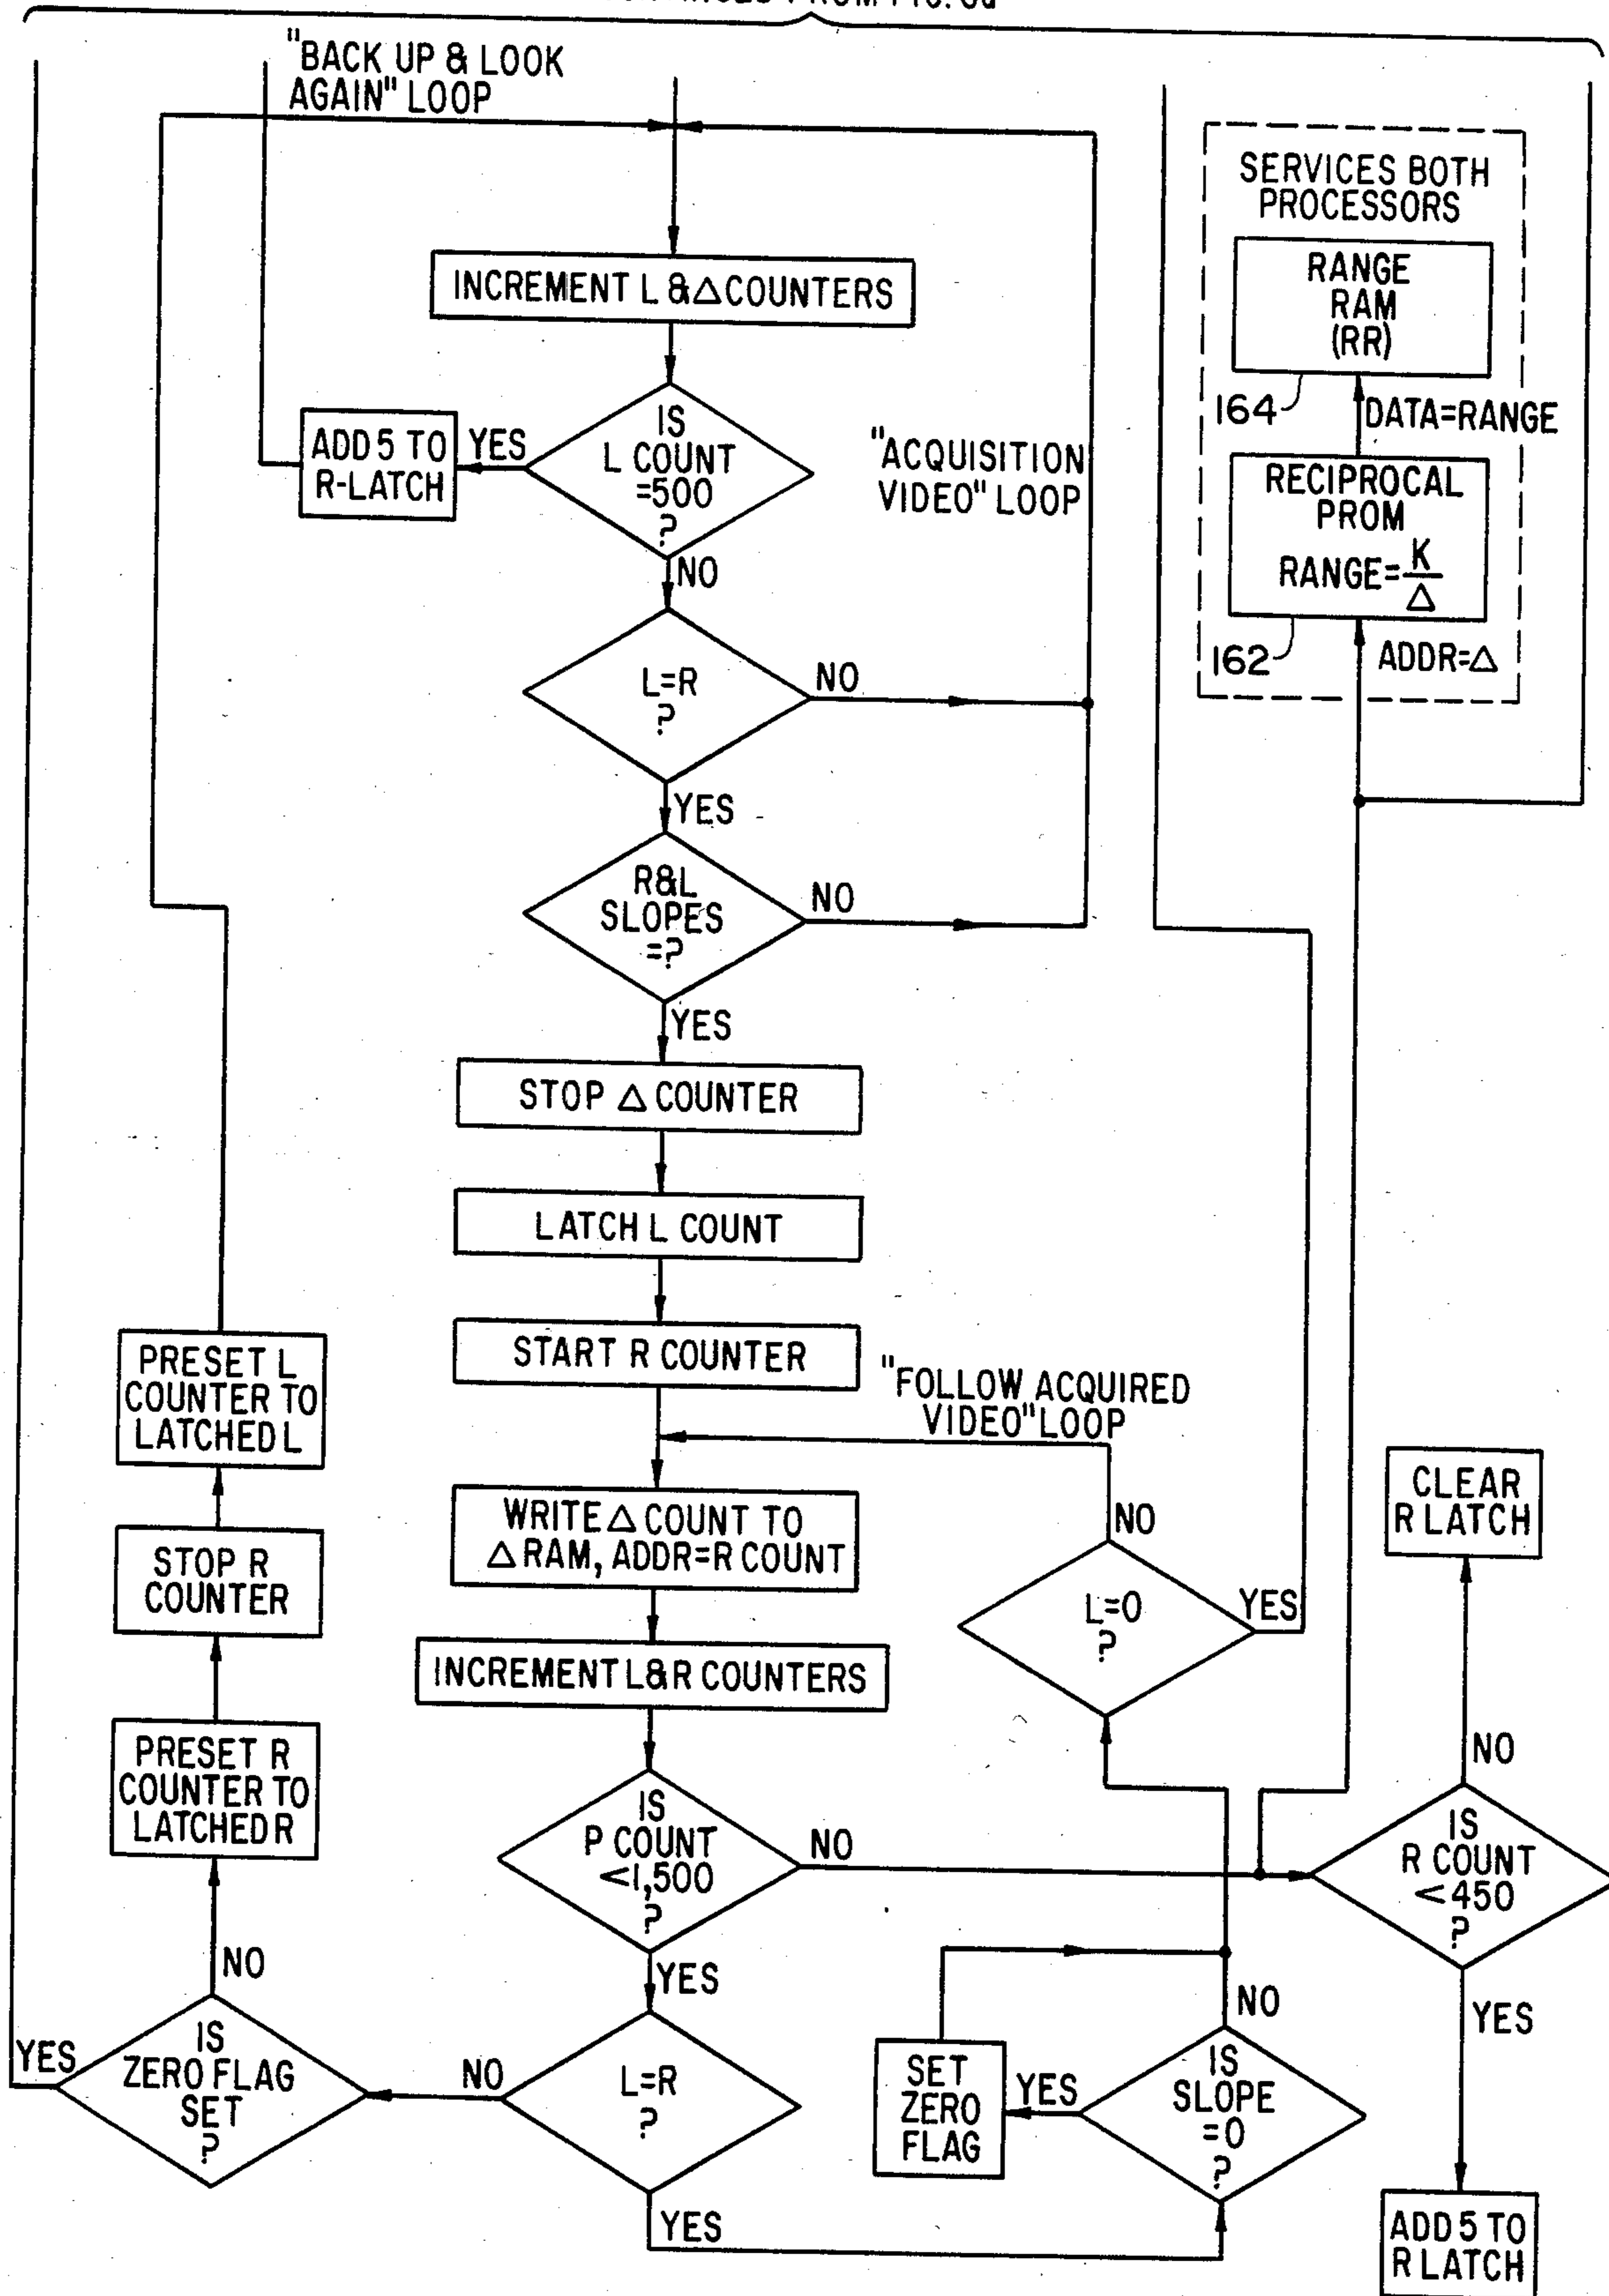 FROM FIG.
"BACK UP & LOOK
AGAIN" LOOP
SERVICES BOTH
PROCESSORS
RANGE
RAM
(RR)
164
DATA=RANGE
RECIPROCAL
PROM
RANGE=K/△
162
ADDR=△
INCREMENT L &△COUNTERS
IS
L COUNT
=500
?
YES
ADD 5 TO
R-LATCH
"ACQUISITION
VIDEO" LOOP
NO
L=R
?
NO
YES
R&L
SLOPES
=?
NO
YES
STOP △ COUNTER
LATCH L COUNT
START R COUNTER
"FOLLOW ACQUIRED
VIDEO" LOOP
PRESET L
COUNTER TO
LATCHED L
STOP R
COUNTER
PRESET R
COUNTER TO
LATCHED R
WRITE △ COUNT TO
△ RAM, ADDR=R COUNT
NO
L=0
?
YES
CLEAR
R LATCH
INCREMENT L&R COUNTERS
IS
P COUNT
<1,500
?
NO
NO
IS
R COUNT
<450
?
YES
YES
NO
IS
ZERO FLAG
SET
?
YES
NO
L=R
?
YES
SET
ZERO
FLAG
YES
IS
SLOPE
=0
?
NO
ADD 5 TO
R LATCH